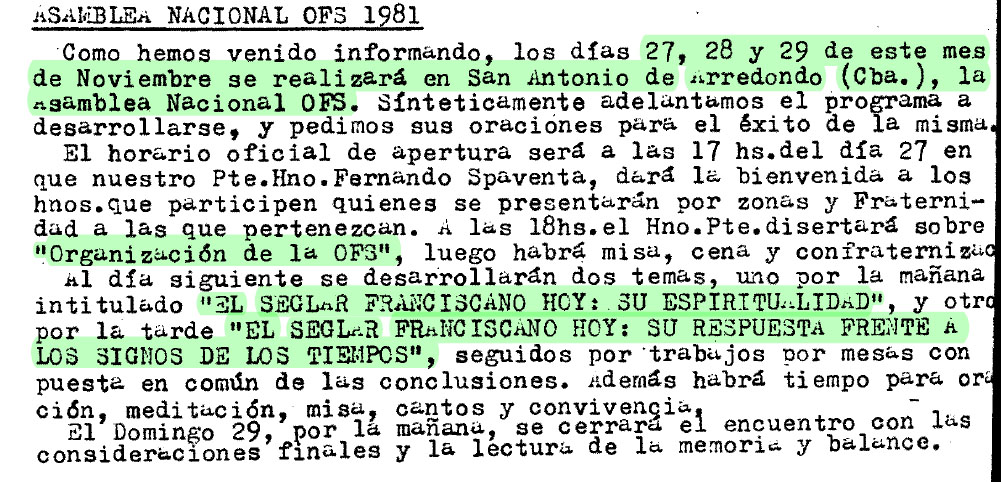 ASAMBLEA NACIONAL OFS 1981
Como hemos venido informando, los días 27, 28 y 29 de este mes
de Noviembre se realizará en San Antonio de Arredondo (Cba.), la
Asamblea Nacional OFS. Sínteticamente adelantamos el programa a
desarrollarse, y pedimos sus oraciones para el éxito de la misma.
El horario oficial de apertura será a las 17 hs.del día 27 en
que nuestro Pte.Hno.Fernando Spaventa, dará la bienvenida a los
hnos.que participen quienes se presentarán por zonas y Fraterni-
dad a las que pertenezcan. A las 18hs.el Hno.Pte.disertará sobre
"Organización de la OFS", luego habrá misa, cena y confraternizac
Al día siguiente se desarrollarán dos temas, uno por la mañana
intitulado "EL SEGLAR FRANCISCANO HOY: SU ESPIRITUALIDAD", y otro
por la tarde "EL SEGLAR FRANCISCANO HOY: SU RESPUESTA FRENTE A
LOS SIGNOS DE LOS TIEMPOS", seguidos por trabajos por mesas con
puesta en común de las conclusiones. Además habrá tiempo para ora
ción, meditación, misa, cantos y convivencia.
El Domingo 29, por la mañana, se cerrará el encuentro con las
consideraciones finales y la lectura de la memoria y balance.